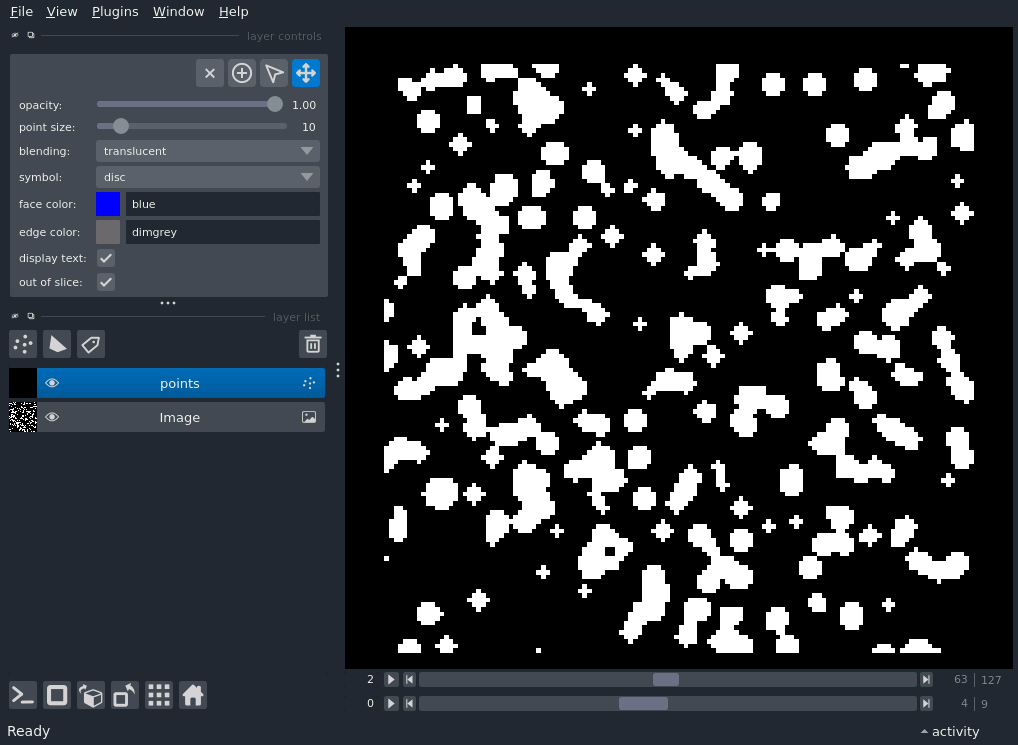 File View Plugins Window Help
layer controls
opacity: 1.00
point size: 10
blending: translucent
symbol: disc
face color: blue
edge color: dimgrey
display text:
out of slice:
layer list
points
Image
2 63 127
0 4 9
Ready activity